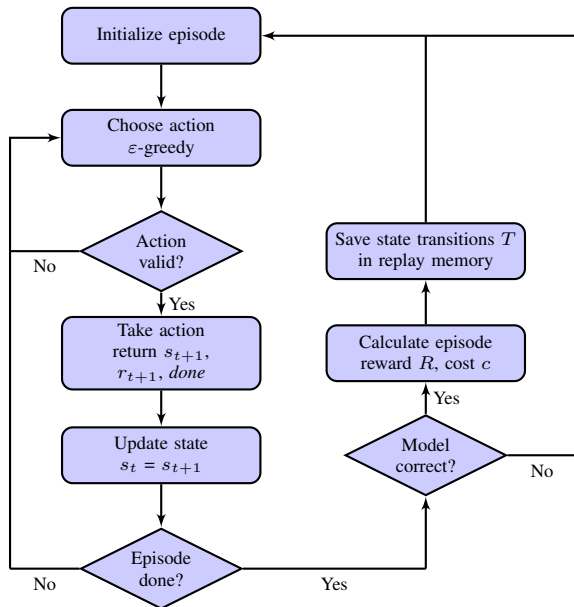 Initialize episode
Choose action
ε-greedy
Action
valid?
No
Yes
Take action
return s_{t+1},
r_{t+1}, done
Update state
s_t = s_{t+1}
Episode
done?
No
Yes
Model
correct?
No
Yes
Calculate episode
reward R, cost c
Save state transitions T
in replay memory